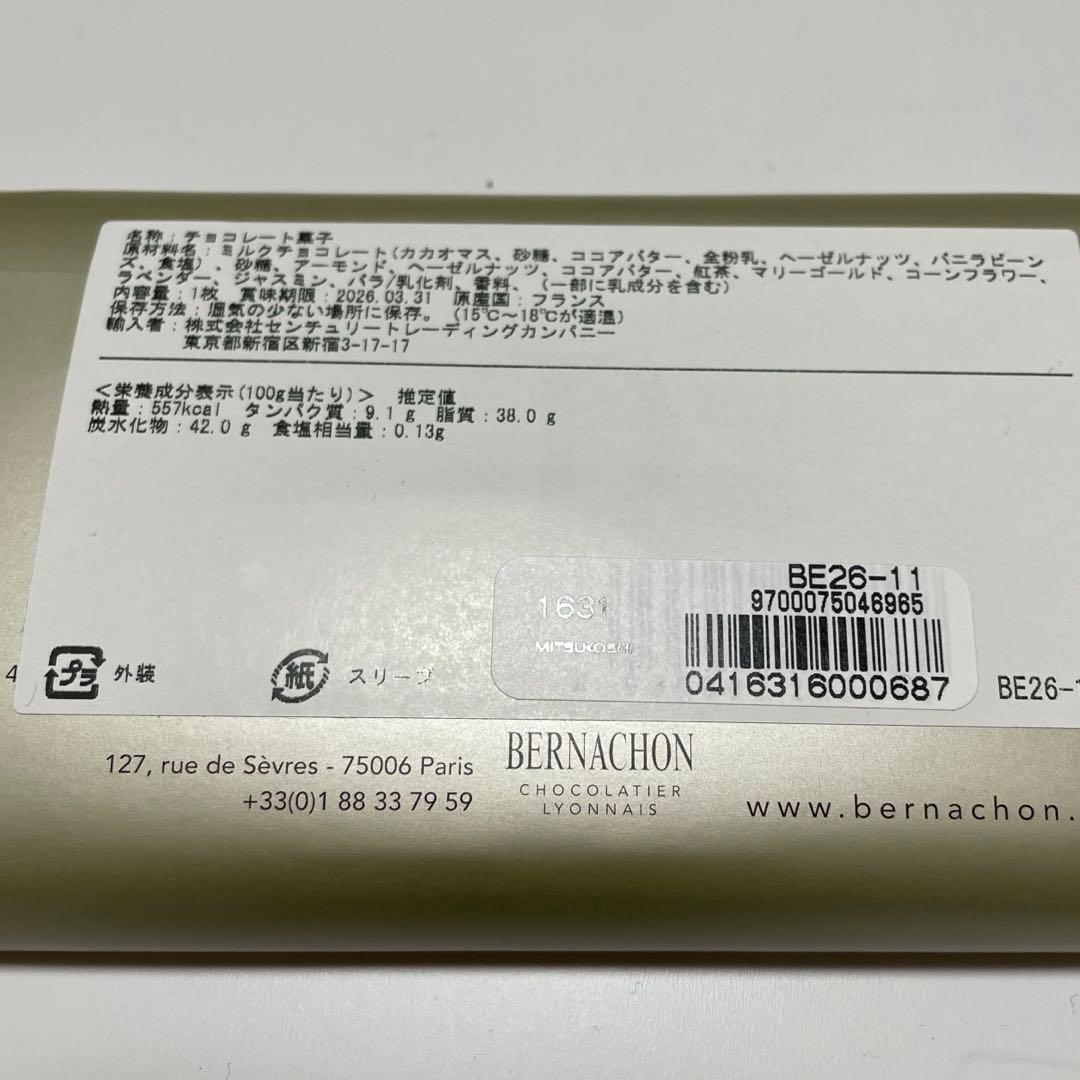 名称：チョコレート菓子
原材料名：ミルクチョコレート(カカオマス、砂糖、ココアバター、全粉乳、ヘーゼルナッツ、バニラビーン
ズ、食塩)、砂糖、アーモンド、ヘーゼルナッツ、ココアバター、紅茶、マリーゴールド、コーンフラワー、
ラベンダー、ジャスミン、バラ/乳化剤、香料、(一部に乳成分を含む)
内容量：1枚 賞味期限：2026.03.31 原産国：フランス
保存方法：湿気の少ない場所に保存。(15℃～18℃が適温)
輸入者：株式会社センチュリートレーディングカンパニー
東京都新宿区新宿3-17-17
＜栄養成分表示(100g当たり)＞ 推定値
熱量：557kcal タンパク質：9.1g 脂質：38.0g
炭水化物：42.0g 食塩相当量：0.13g
BE26-11
9700075046965
1631
MITSUKOSHI
0416316000687
4
プラ 外装
紙 スリーブ
BE26-1
127, rue de Sèvres - 75006 Paris
+33(0)1 88 33 79 59
BERNACHON
CHOCOLATIER
LYONNAIS
www.bernachon.